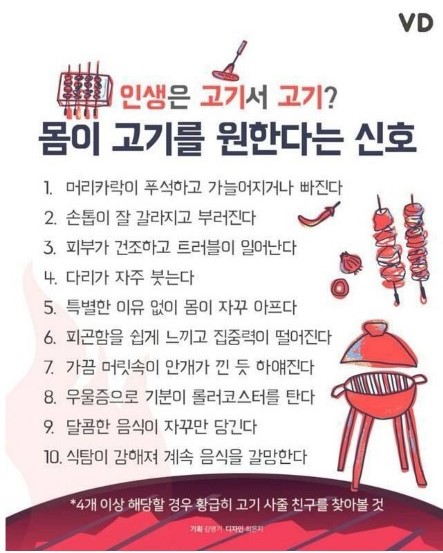 VD
인생은 고기서 고기?
몸이 고기를 원한다는 신호
1. 머리카락이 푸석하고 가늘어지거나 빠진다
2. 손톱이 잘 갈라지고 부러진다
3. 피부가 건조하고 트러블이 일어난다
4. 다리가 자주 붓는다
5. 특별한 이유 없이 몸이 자꾸 아프다
6. 피곤함을 쉽게 느끼고 집중력이 떨어진다
7. 가끔 머릿속이 안개가 낀 듯 하얘진다
8. 우울증으로 기분이 롤러코스터를 탄다
9. 달콤한 음식이 자꾸만 당긴다
10. 식탐이 강해져 계속 음식을 갈망한다
*4개 이상 해당할 경우 황급히 고기 사줄 친구를 찾아볼 것
기획 김영기 디자인 최은지